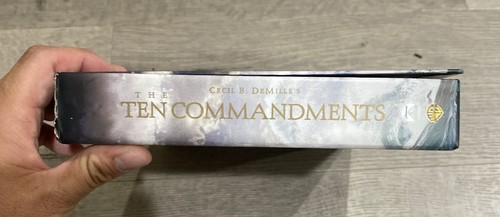 CECIL B. DEMILLE'S
THE
TEN COMMANDMENTS